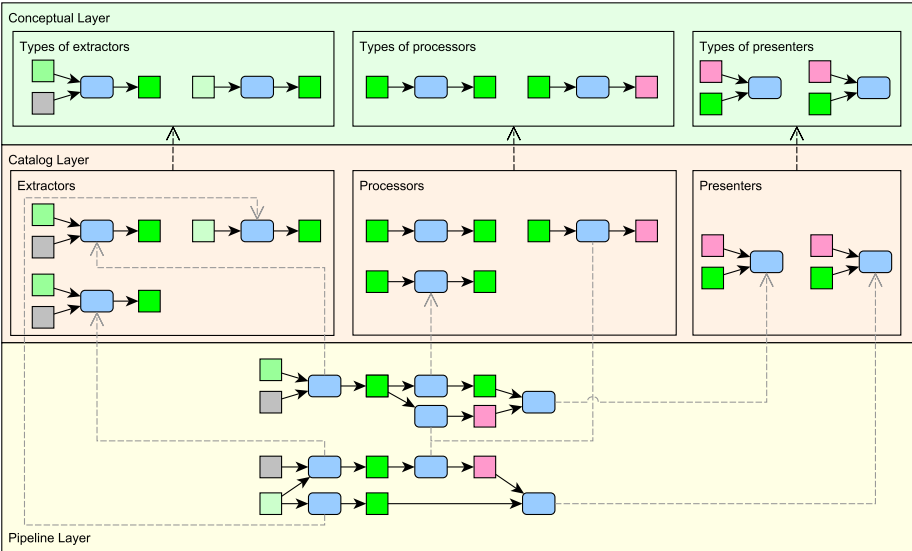 Conceptual Layer
Types of extractors
Types of processors
Types of presenters
Catalog Layer
Extractors
Processors
Presenters
Pipeline Layer